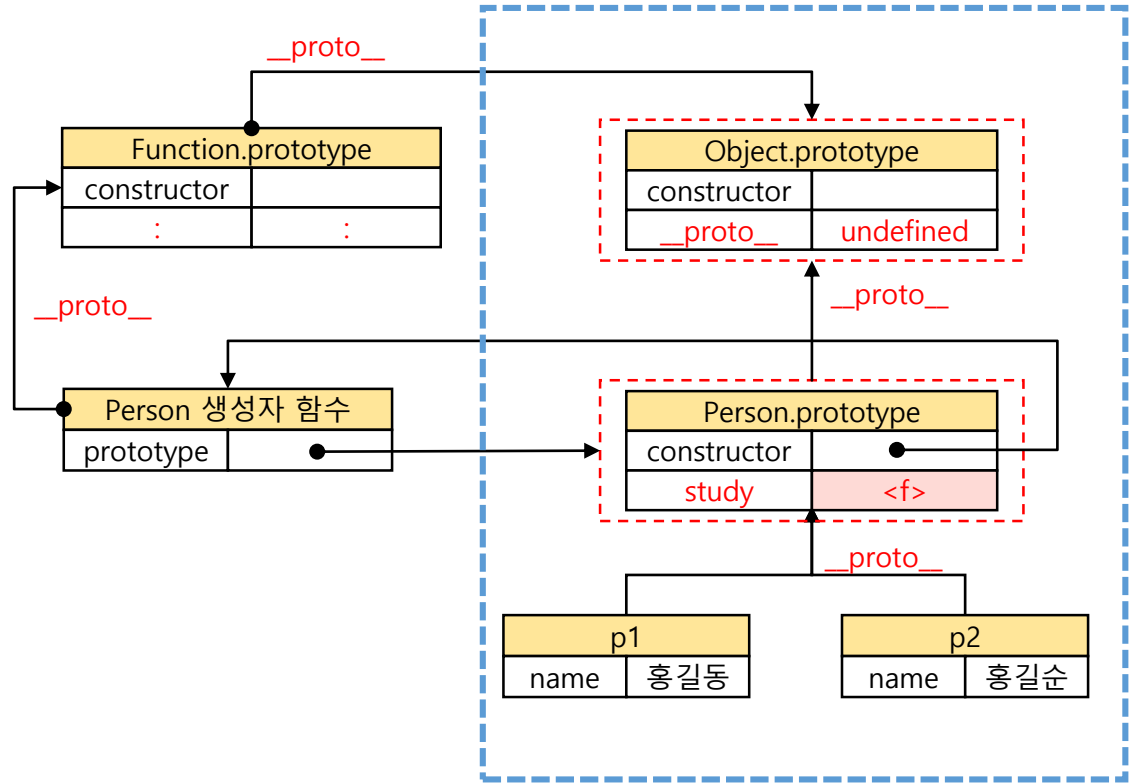 __proto__
Function.prototype
constructor
:
:
Object.prototype
constructor
__proto__
undefined
__proto__
__proto__
Person 생성자 함수
prototype
Person.prototype
constructor
study
<f>
__proto__
p1
name
홍길동
p2
name
홍길순